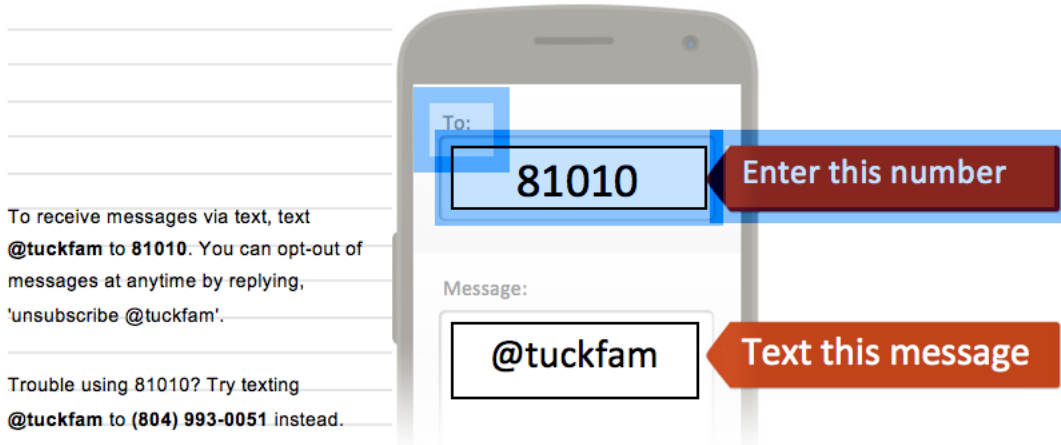 To receive messages via text, text
@tuckfam to 81010. You can opt-out of
messages at anytime by replying,
'unsubscribe @tuckfam'.
Trouble using 81010? Try texting
@tuckfam to (804) 993-0051 instead.
To:
81010
Enter this number
Message:
@tuckfam
Text this message